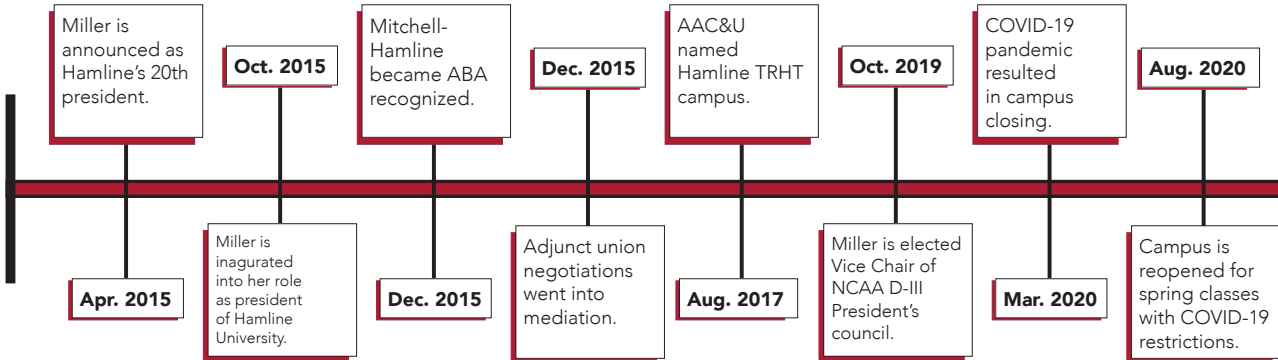 Miller is
announced as
Hamline's 20th
president.
Apr. 2015
Oct. 2015
Miller is
inagurated
into her role
as president
of Hamline
University.
Mitchell-
Hamline
became ABA
recognized.
Dec. 2015
Dec. 2015
Adjunct union
negotiations
went into
mediation.
AAC&U
named
Hamline TRHT
campus.
Aug. 2017
Oct. 2019
Miller is elected
Vice Chair of
NCAA D-III
President's
council.
COVID-19
pandemic
resulted
in campus
closing.
Mar. 2020
Aug. 2020
Campus is
reopened for
spring classes
with COVID-19
restrictions.